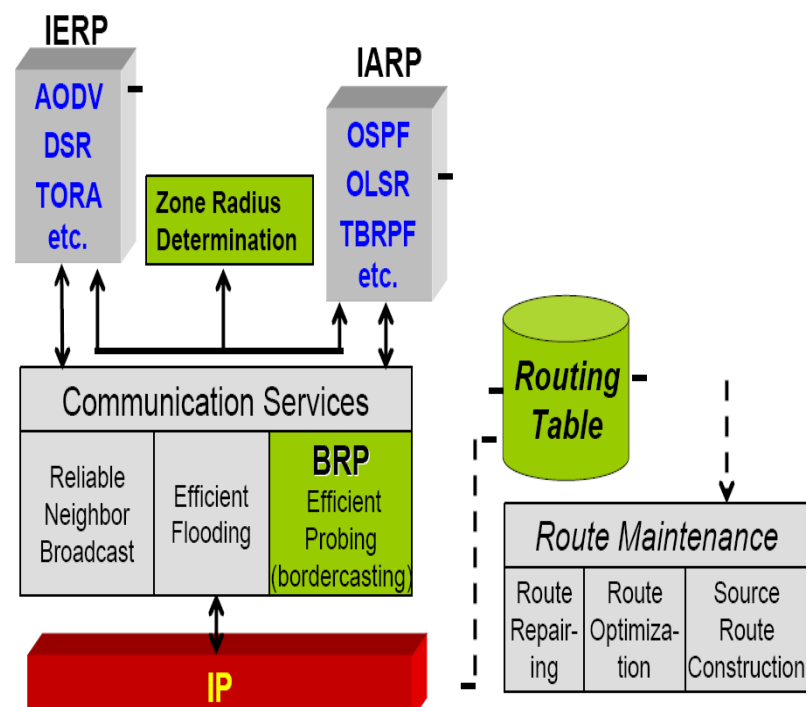 IERP
AODV
DSR
TORA
etc.
IARP
OSPF
OLSR
TBRPF
etc.
Zone Radius
Determination
Communication Services
Reliable
Neighbor
Broadcast
Efficient
Flooding
BRP
Efficient
Probing
(bordercasting)
IP
Routing
Table
Route Maintenance
Route
Repair-
ing
Route
Optimiza-
tion
Source
Route
Construction